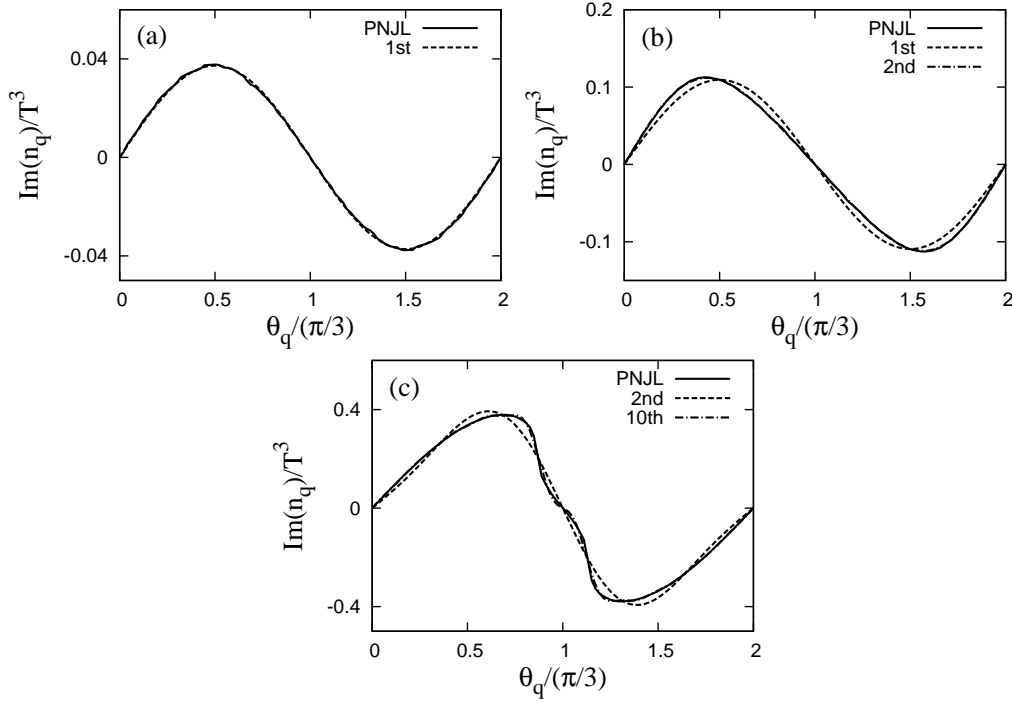 (a)
PNJL
1st
0.04
0
-0.04
Im(n_q)/T^3
0 0.5 1 1.5 2
θ_q/(π/3)
(b)
PNJL
1st
2nd
0.2
0.1
0
-0.1
Im(n_q)/T^3
0 0.5 1 1.5 2
θ_q/(π/3)
(c)
PNJL
2nd
10th
0.4
0
-0.4
Im(n_q)/T^3
0 0.5 1 1.5 2
θ_q/(π/3)